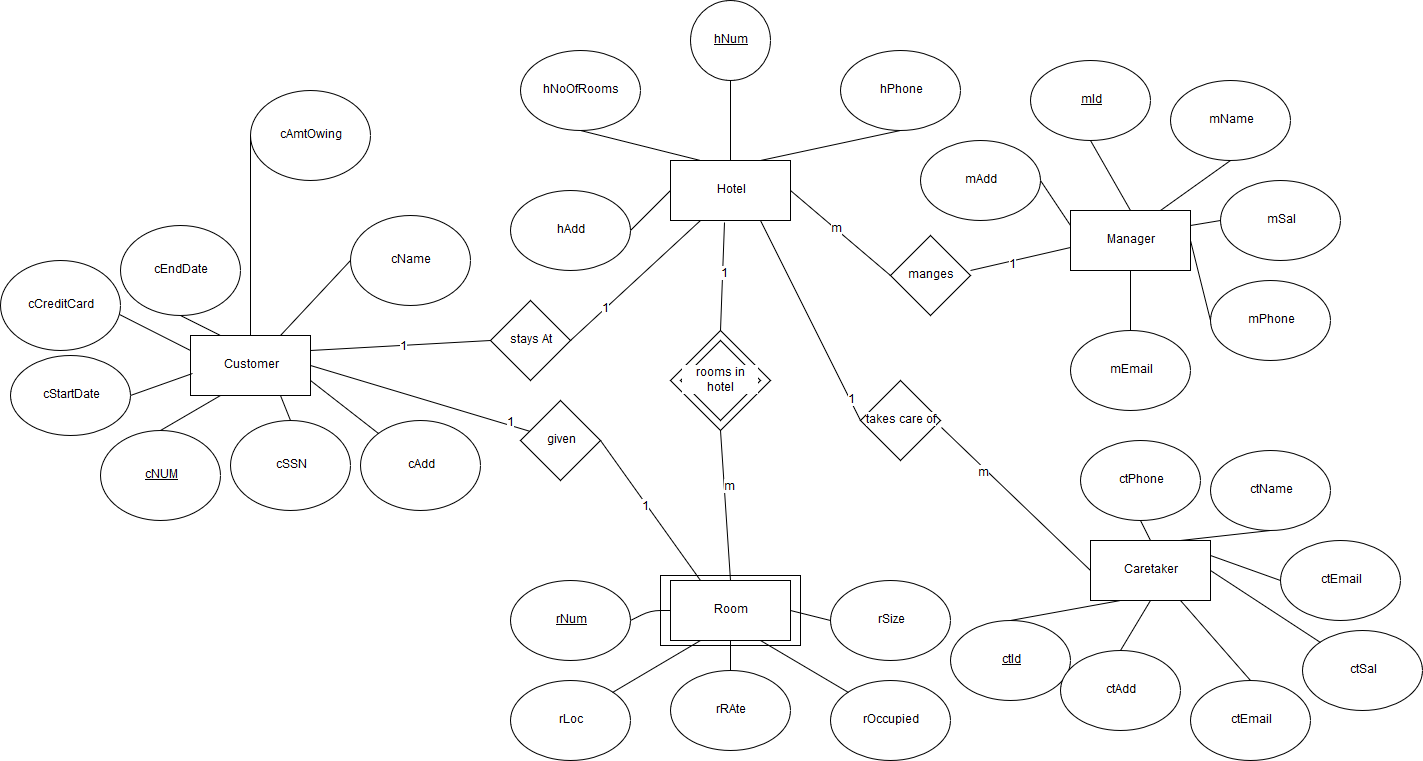 hNum
hNoOfRooms
hPhone
mId
mName
cAmtOwing
mAdd
Hotel
mSal
hAdd
m
Manager
cName
cEndDate
1
manges
1
cCreditCard
1
mPhone
stays At
1
Customer
rooms in
hotel
mEmail
cStartDate
1
1
takes care of
given
cNUM
cSSN
cAdd
m
m
ctPhone
ctName
1
Caretaker
ctEmail
rNum
Room
rSize
ctId
ctSal
ctAdd
rLoc
rRAte
rOccupied
ctEmail